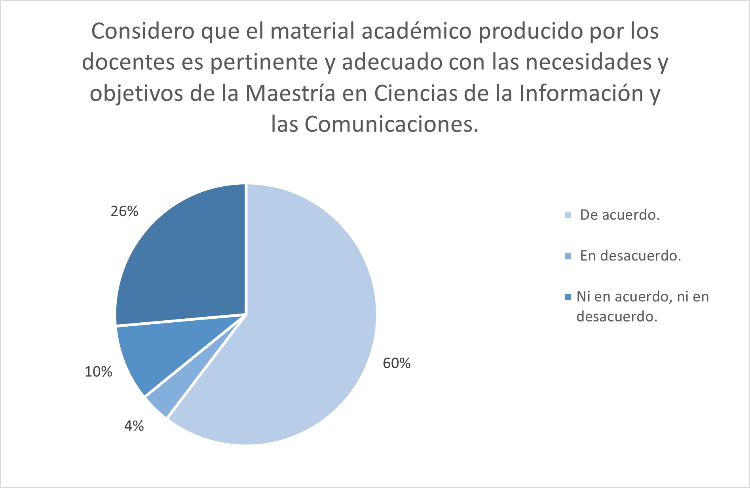 Considero que el material académico producido por los
docentes es pertinente y adecuado con las necesidades y
objetivos de la Maestría en Ciencias de la Información y
las Comunicaciones.
26%
10%
4%
60%
De acuerdo.
En desacuerdo.
Ni en acuerdo, ni en
desacuerdo.